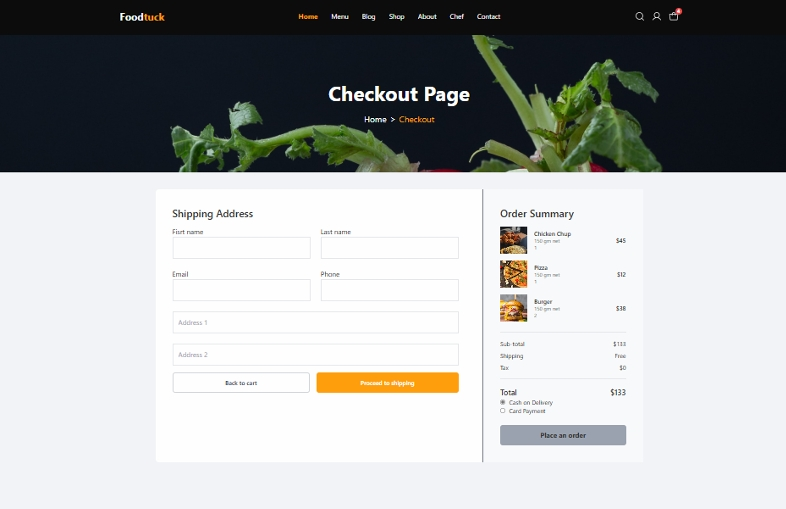 Foodtuck
Home Menu Blog Shop About Chef Contact
4
Checkout Page
Home > Checkout
Shipping Address
Fisrt name
Last name
Email
Phone
Address 1
Address 2
Back to cart
Proceed to shipping
Order Summary
Chicken Chup
150 gm net
1
$45
Pizza
150 gm net
1
$12
Burger
150 gm net
2
$38
Sub-total $133
Shipping Free
Tax $0
Total $133
Cash on Delivery
Card Payment
Place an order